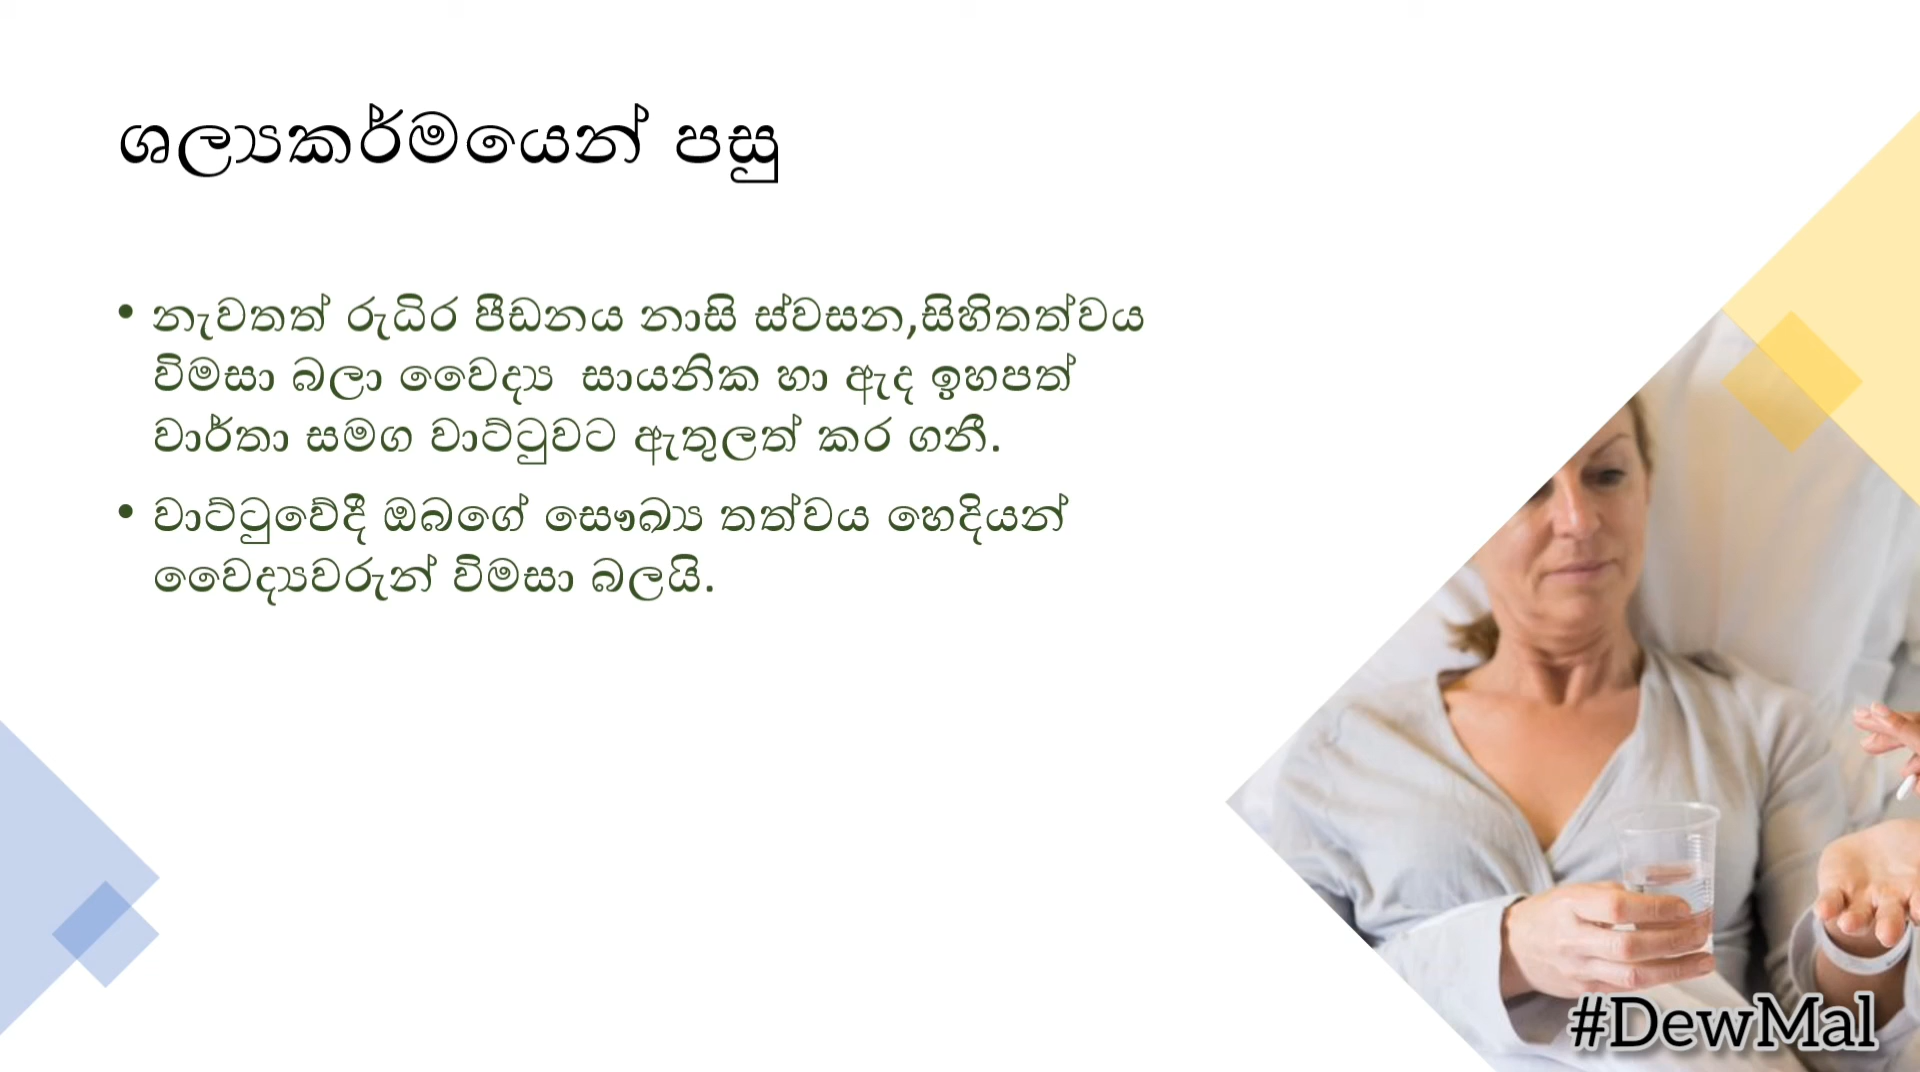 ශල්‍යකර්මයෙන් පසු
• නැවතත් රුධිර පීඩනය නාසි ස්වසන,සිහිතත්වය
විමසා බලා වෛද්‍ය සායනික හා ඇද ඉහපත්
වාර්තා සමග වාට්ටුවට ඇතුලත් කර ගනී.
• වාට්ටුවේදී ඔබගේ සෞඛ්‍ය තත්වය හෙදියන්
වෛද්‍යවරුන් විමසා බලයි.
#DewMal